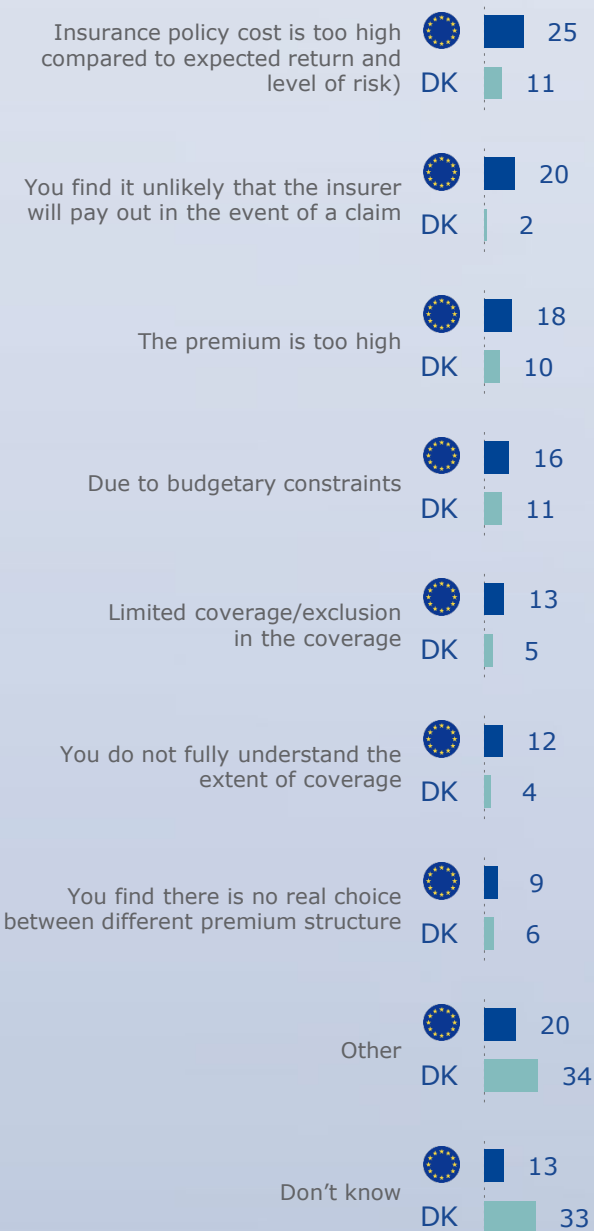 Insurance policy cost is too high
compared to expected return and
level of risk)
25
DK 11
You find it unlikely that the insurer
will pay out in the event of a claim
20
DK 2
The premium is too high
18
DK 10
Due to budgetary constraints
16
DK 11
Limited coverage/exclusion
in the coverage
13
DK 5
You do not fully understand the
extent of coverage
12
DK 4
You find there is no real choice
between different premium structure
9
DK 6
Other
20
DK 34
Don’t know
13
DK 33